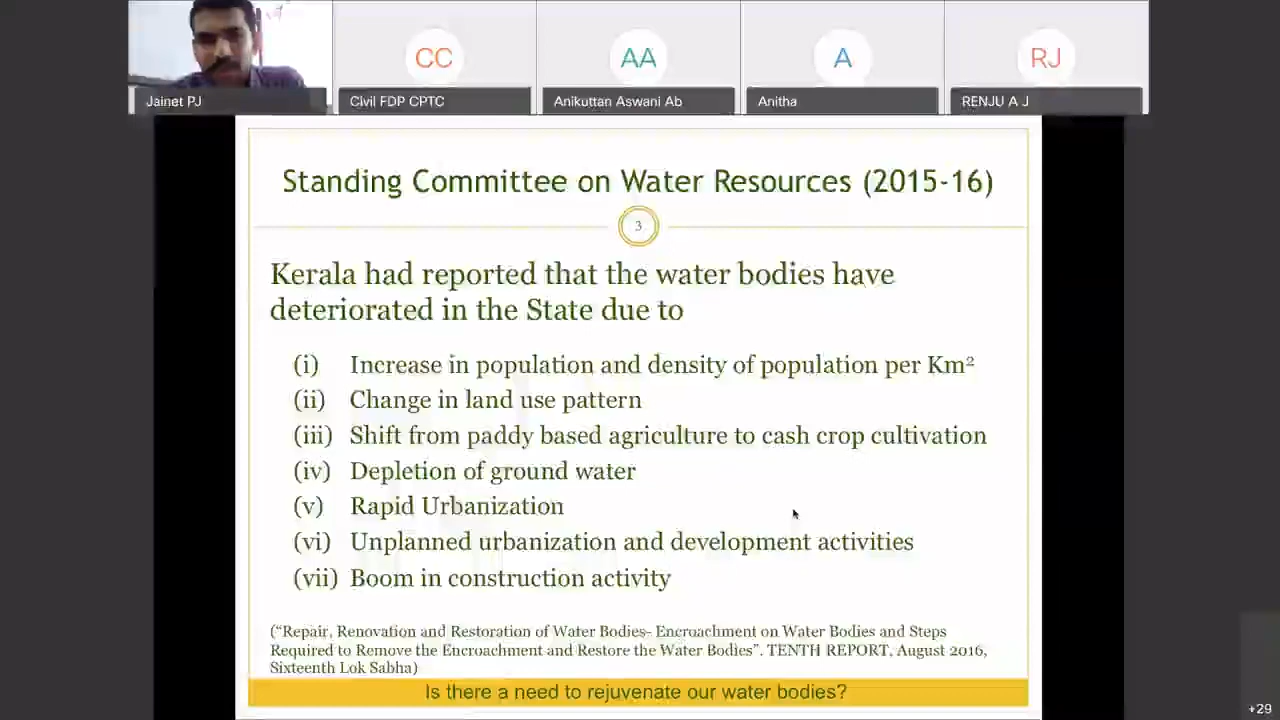 CC
AA
A
RJ
Jainet PJ
Civil FDP CPTC
Anikuttan Aswani Ab
Anitha
RENJU A J
Standing Committee on Water Resources (2015-16)
3
Kerala had reported that the water bodies have
deteriorated in the State due to
(i) Increase in population and density of population per Km²
(ii) Change in land use pattern
(iii) Shift from paddy based agriculture to cash crop cultivation
(iv) Depletion of ground water
(v) Rapid Urbanization
(vi) Unplanned urbanization and development activities
(vii) Boom in construction activity
(“Repair, Renovation and Restoration of Water Bodies- Encroachment on Water Bodies and Steps
Required to Remove the Encroachment and Restore the Water Bodies”. TENTH REPORT, August 2016,
Sixteenth Lok Sabha)
Is there a need to rejuvenate our water bodies?
+29